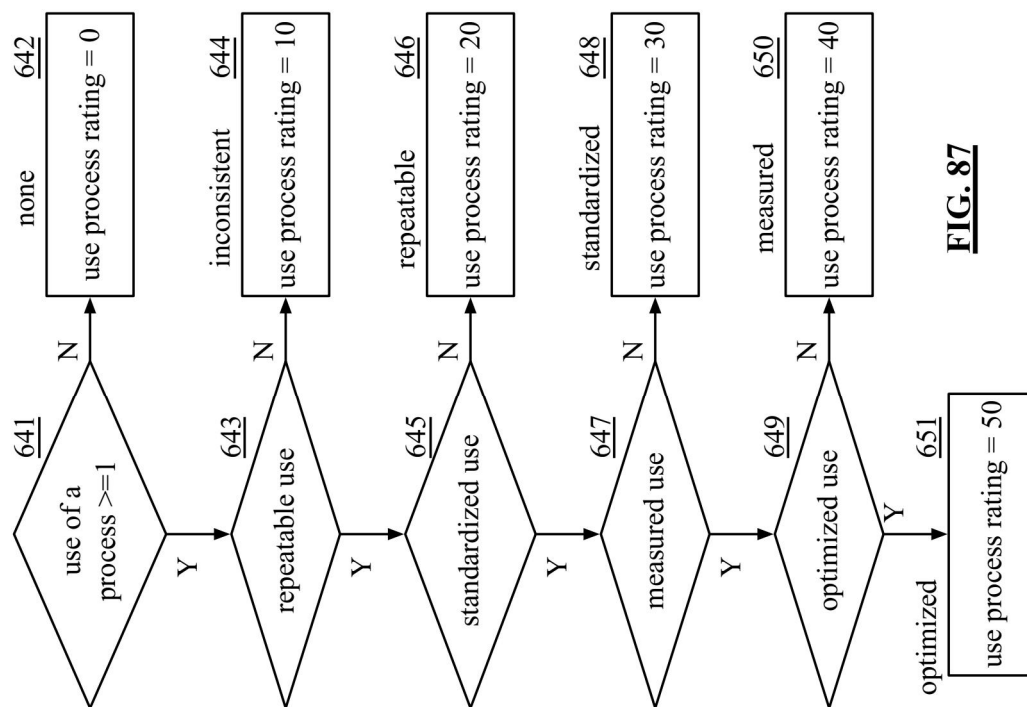 641
use of a
process >=1
N
none
642
use process rating = 0
Y
643
repeatable use
N
inconsistent
644
use process rating = 10
Y
645
standardized use
N
repeatable
646
use process rating = 20
Y
647
measured use
N
standardized
648
use process rating = 30
Y
649
optimized use
N
measured
650
use process rating = 40
Y
optimized
651
use process rating = 50
FIG. 87